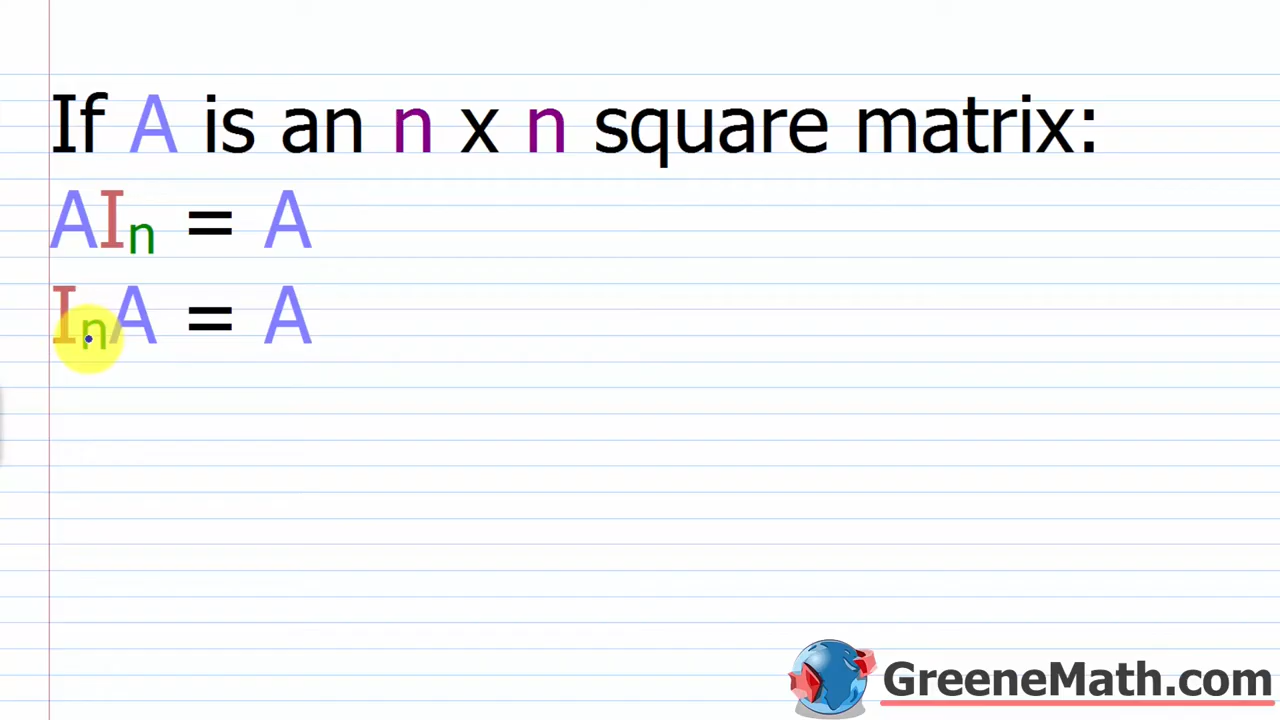 If A is an n x n square matrix:
AIn = A
InA = A
GreeneMath.com